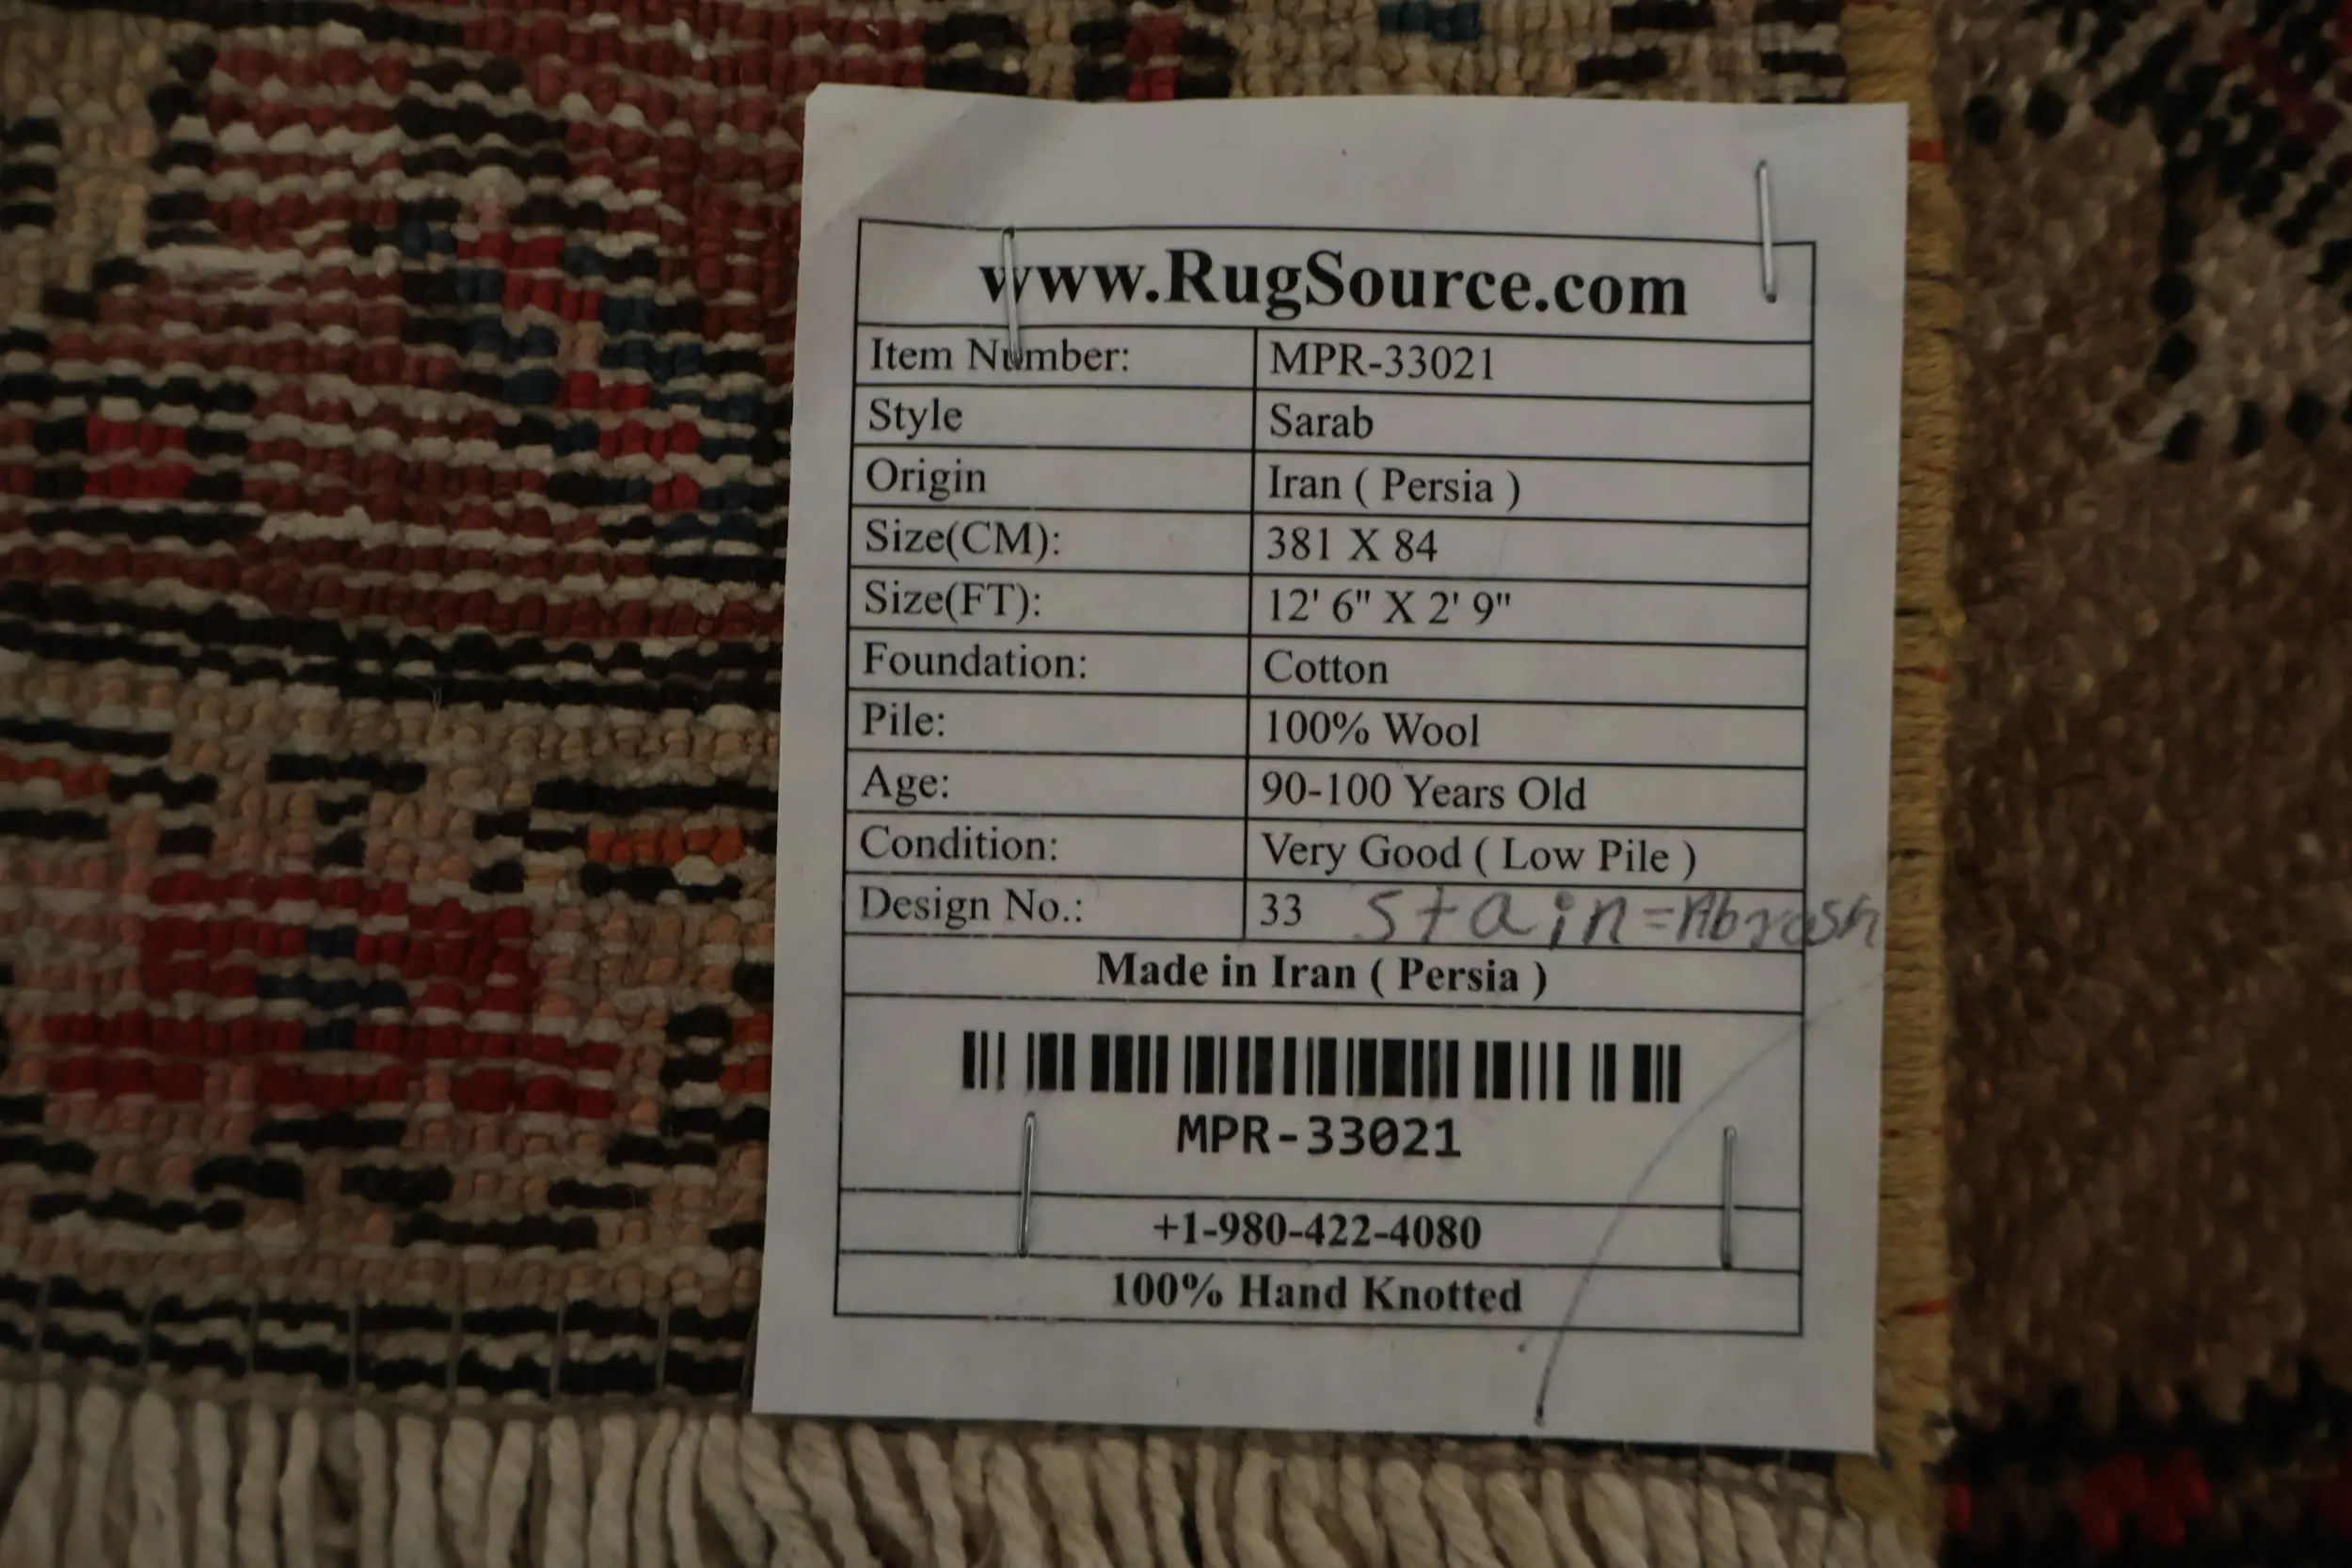 www.RugSource.com
Item Number: MPR-33021
Style Sarab
Origin Iran ( Persia )
Size(CM): 381 X 84
Size(FT): 12' 6" X 2' 9"
Foundation: Cotton
Pile: 100% Wool
Age: 90-100 Years Old
Condition: Very Good ( Low Pile )
Design No.: 33 Stain=Abrash
Made in Iran ( Persia )
MPR-33021
+1-980-422-4080
100% Hand Knotted